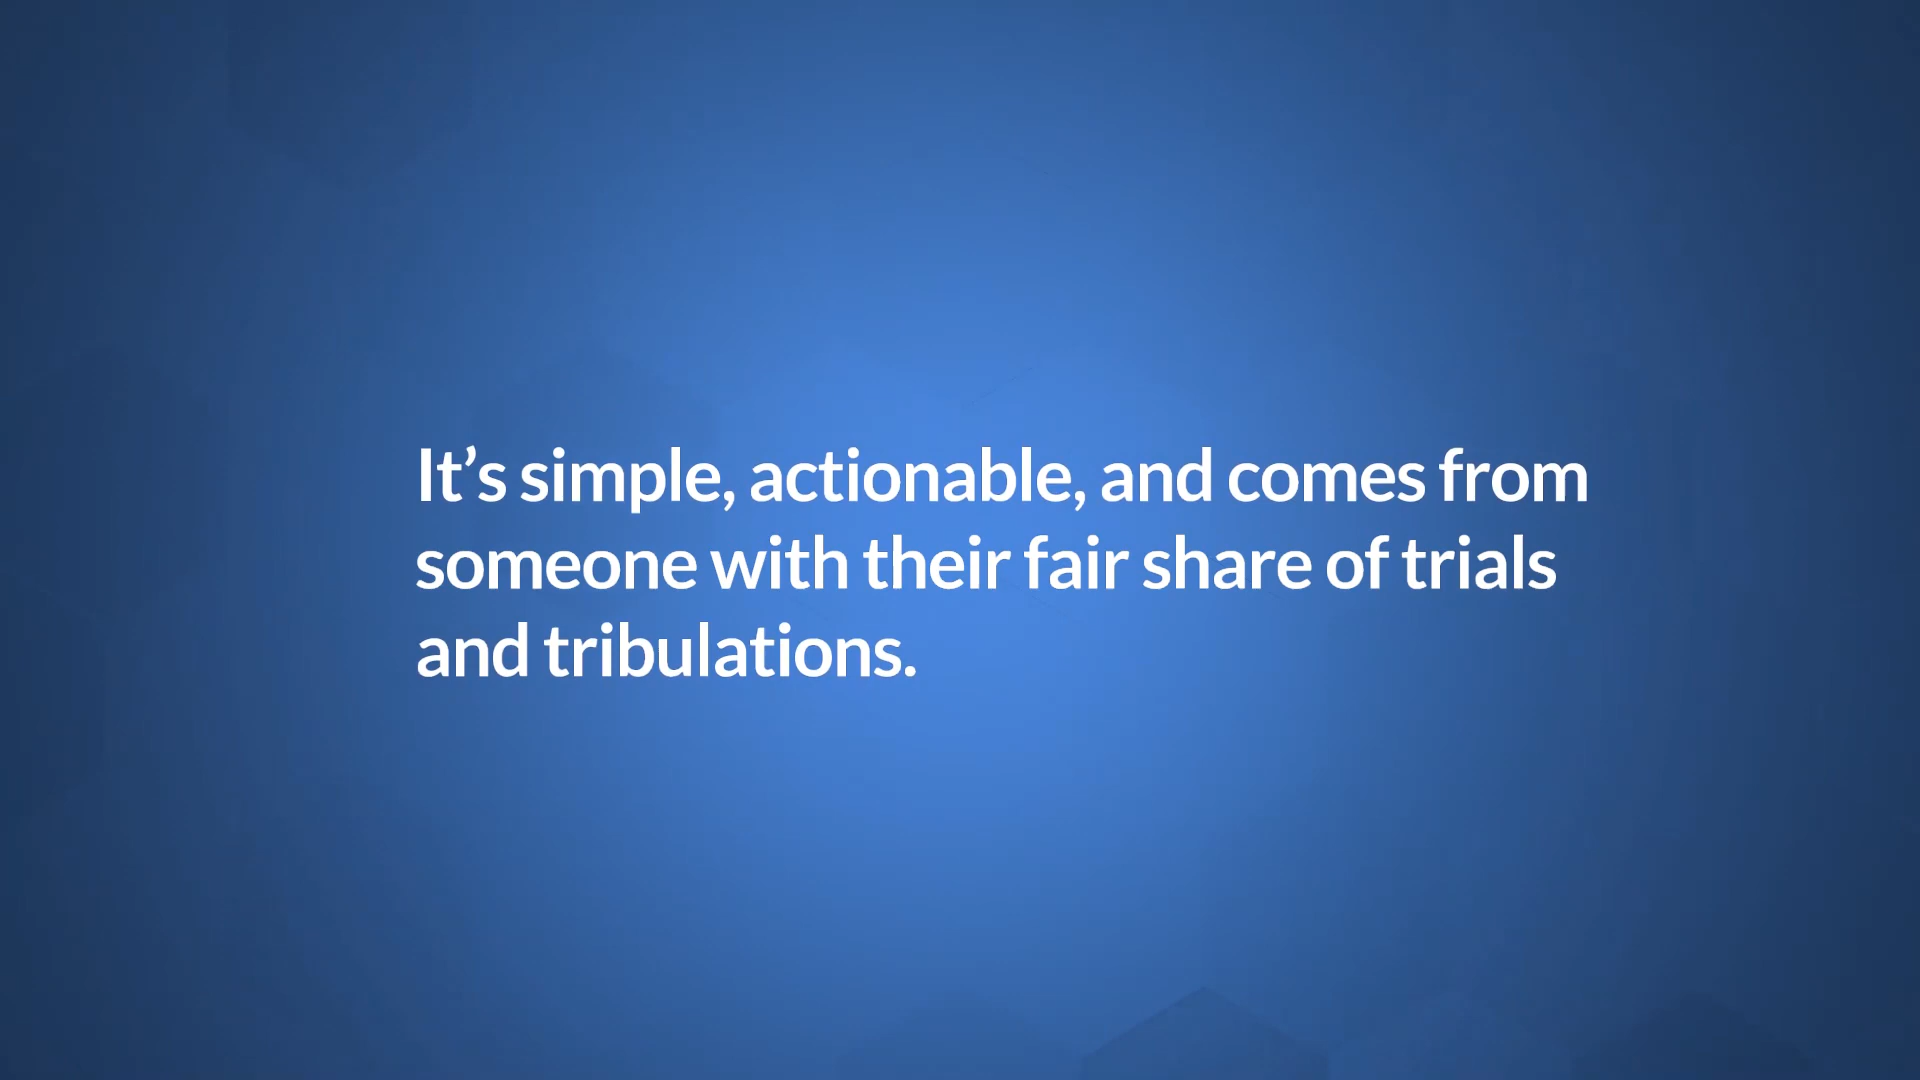 It’s simple, actionable, and comes from
someone with their fair share of trials
and tribulations.